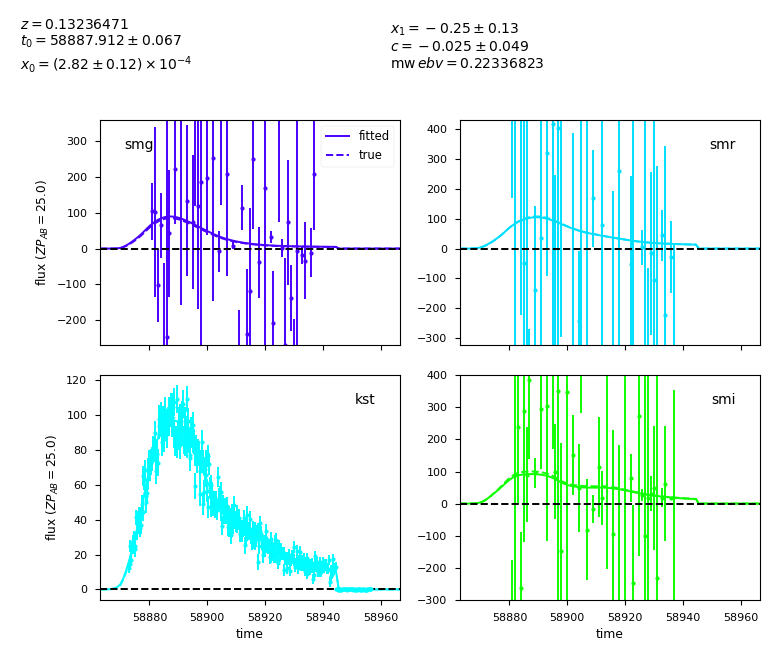 z = 0.13236471
t₀ = 58887.912 ± 0.067
x₀ = (2.82 ± 0.12) × 10⁻⁴
x₁ = −0.25 ± 0.13
c = −0.025 ± 0.049
mw ebv = 0.22336823
smg
fitted
true
300
200
100
0
−100
−200
flux (ZP_AB = 25.0)
smr
400
300
200
100
0
−100
−200
−300
kst
120
100
80
60
40
20
0
flux (ZP_AB = 25.0)
58880 58900 58920 58940 58960
time
smi
400
300
200
100
0
−100
−200
−300
58880 58900 58920 58940 58960
time